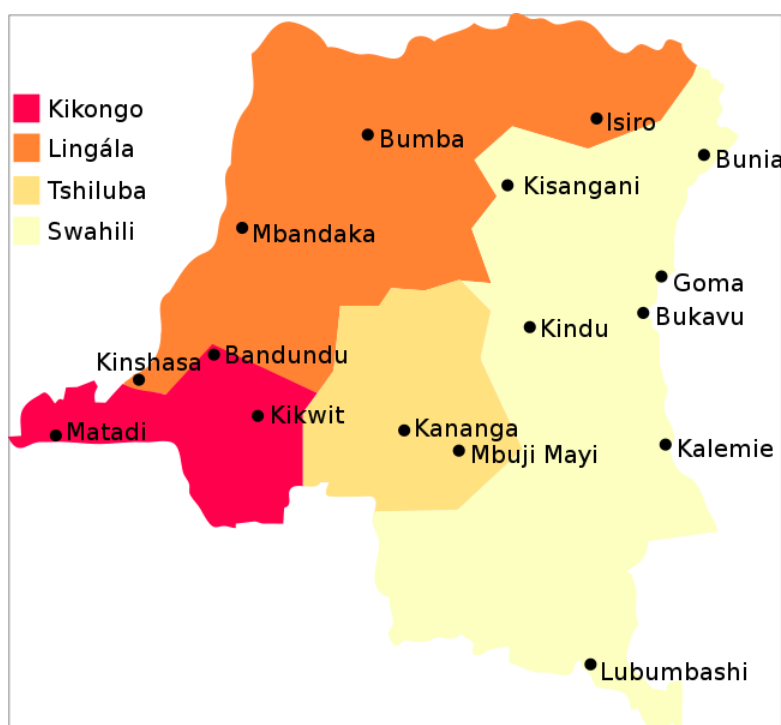 Kikongo
Lingála
Tshiluba
Swahili
Isiro
Bumba
Bunia
Kisangani
Mbandaka
Goma
Bukavu
Kindu
Bandundu
Kinshasa
Kikwit
Matadi
Kananga
Mbuji Mayi
Kalemie
Lubumbashi